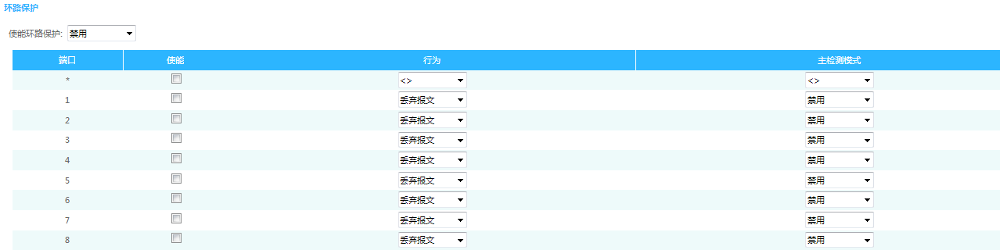 环路保护
使能环路保护: 禁用
端口 使能 行为 主检测模式
* <> <>
1 丢弃报文 禁用
2 丢弃报文 禁用
3 丢弃报文 禁用
4 丢弃报文 禁用
5 丢弃报文 禁用
6 丢弃报文 禁用
7 丢弃报文 禁用
8 丢弃报文 禁用